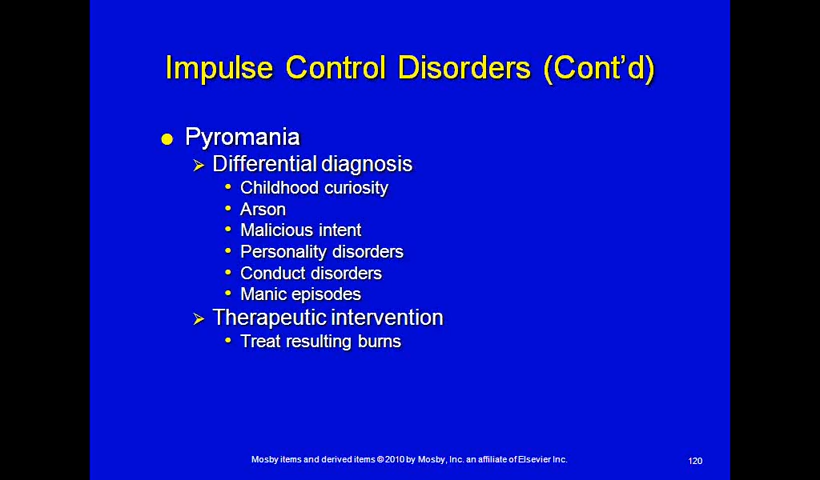 Impulse Control Disorders (Cont’d)
Pyromania
Differential diagnosis
Childhood curiosity
Arson
Malicious intent
Personality disorders
Conduct disorders
Manic episodes
Therapeutic intervention
Treat resulting burns
Mosby items and derived items © 2010 by Mosby, Inc. an affiliate of Elsevier Inc.
120